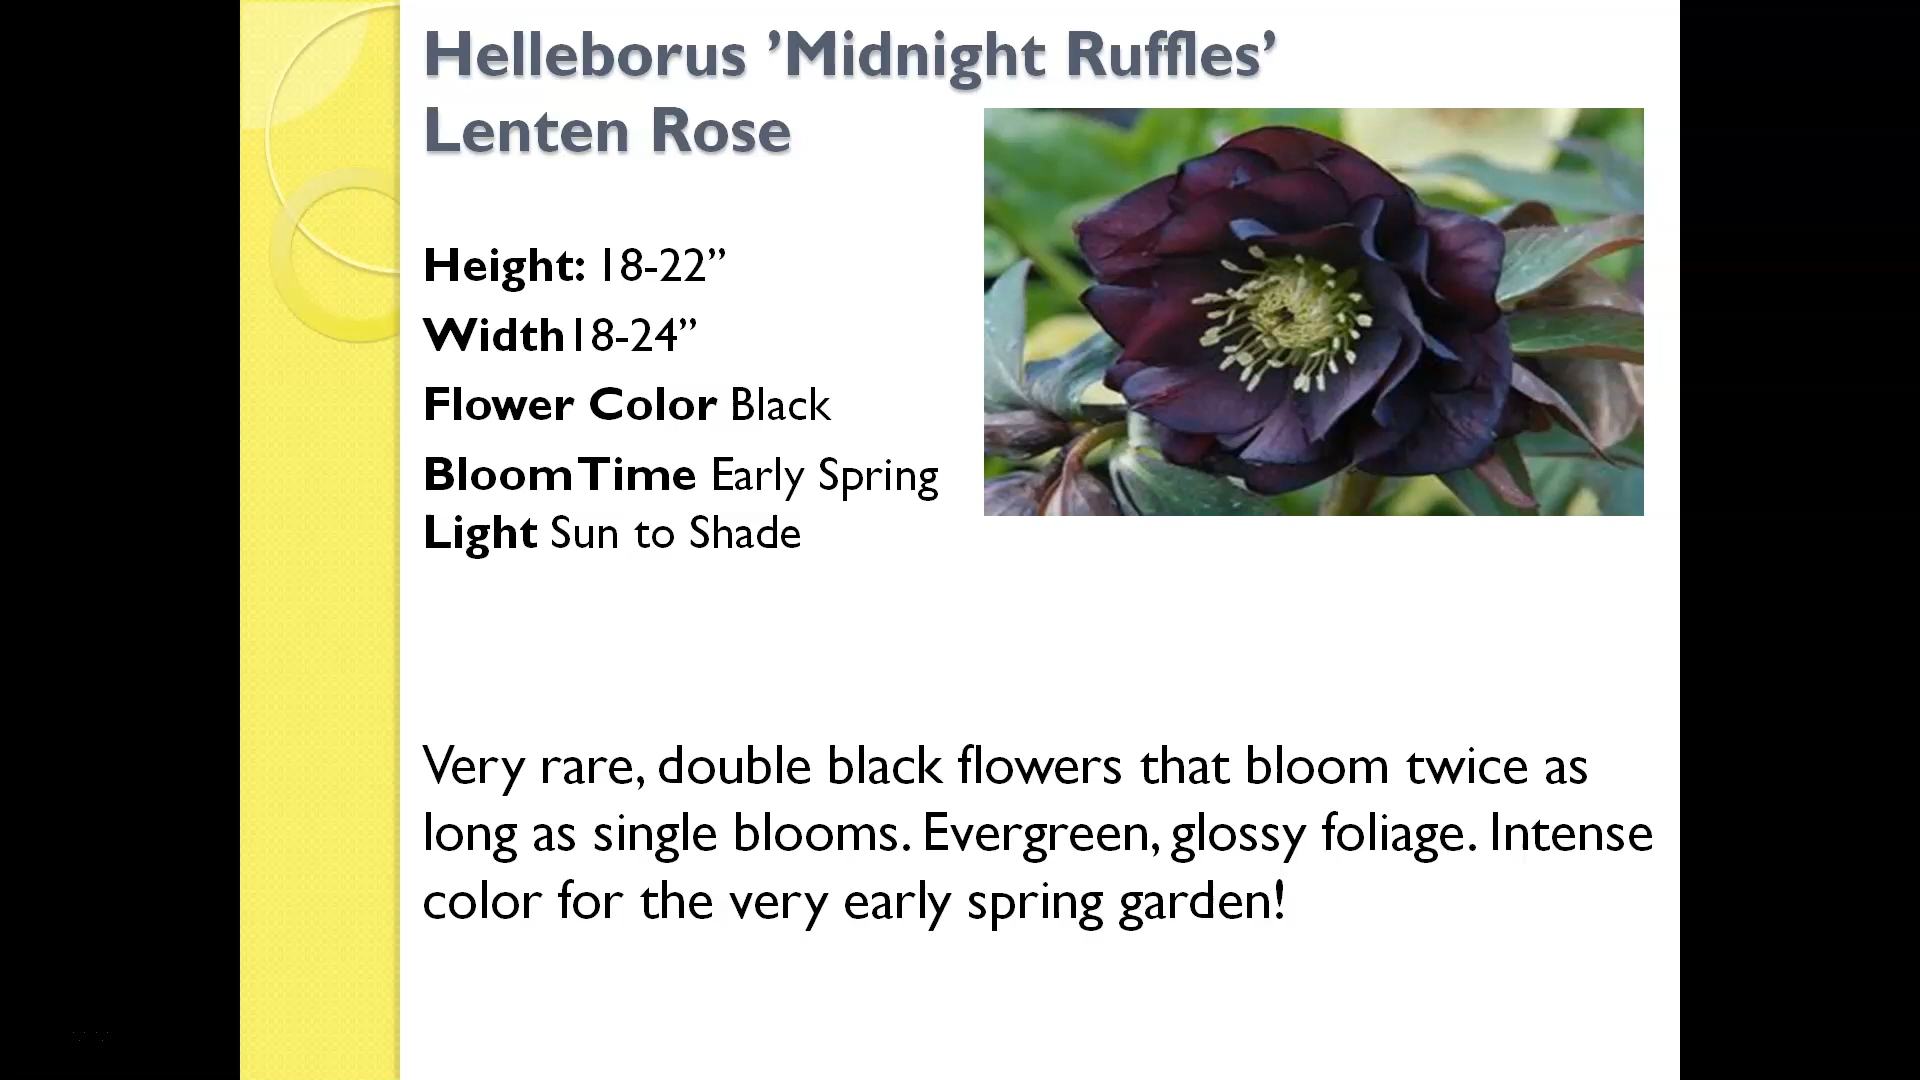 Helleborus ’Midnight Ruffles’
Lenten Rose
Height: 18-22”
Width18-24”
Flower Color Black
Bloom Time Early Spring
Light Sun to Shade
Very rare, double black flowers that bloom twice as
long as single blooms. Evergreen, glossy foliage. Intense
color for the very early spring garden!